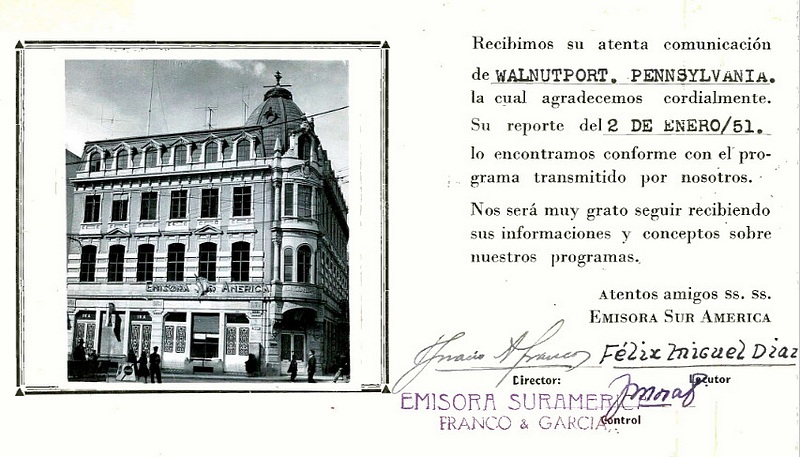 EMISORA SUR AMERICA
Recibimos su atenta comunicación
de WALNUTPORT, PENNSYLVANIA.
la cual agradecemos cordialmente.
Su reporte del 2 DE ENERO/51.
lo encontramos conforme con el pro-
grama transmitido por nosotros.
Nos será muy grato seguir recibiendo
sus informaciones y conceptos sobre
nuestros programas.
Atentos amigos ss. ss.
EMISORA SUR AMERICA
Ignacio A Franco Félix Miguel Diaz
Director: Locutor
EMISORA SURAMERICA
FRANCO & GARCIA
Control